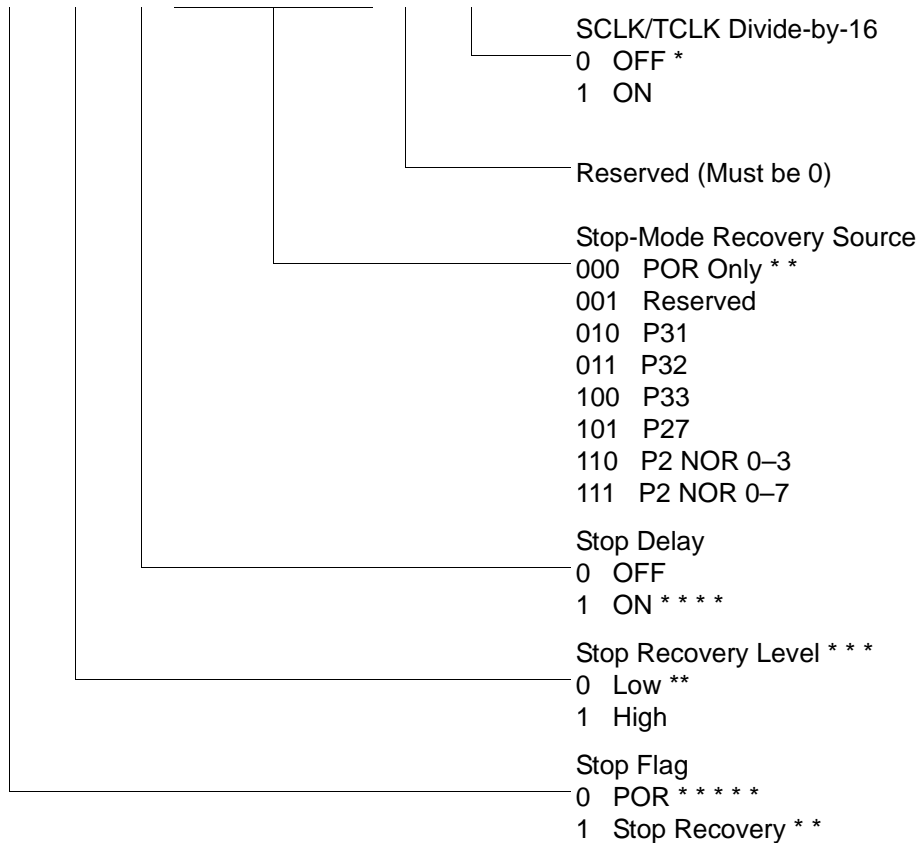 SCLK/TCLK Divide-by-16
0 OFF *
1 ON
Reserved (Must be 0)
Stop-Mode Recovery Source
000 POR Only * *
001 Reserved
010 P31
011 P32
100 P33
101 P27
110 P2 NOR 0–3
111 P2 NOR 0–7
Stop Delay
0 OFF
1 ON * * * *
Stop Recovery Level * * *
0 Low **
1 High
Stop Flag
0 POR * * * * *
1 Stop Recovery * *